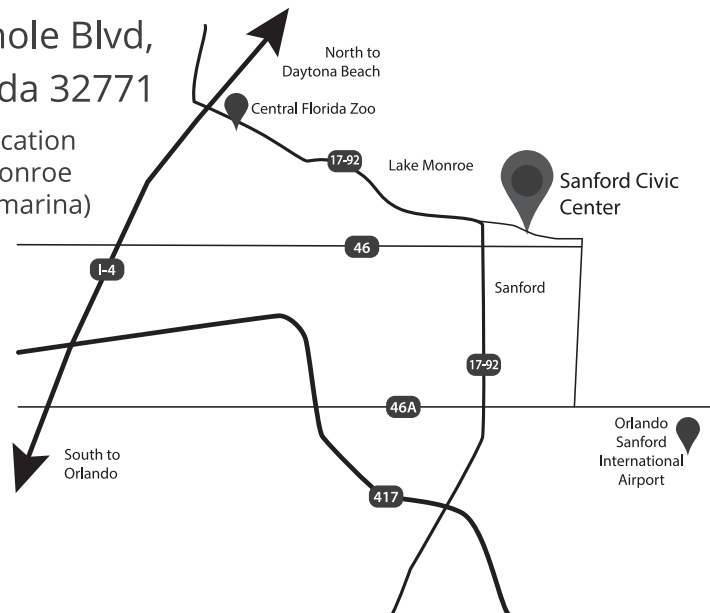 nole Blvd,
da 32771
cation
onroe
marina)
North to
Daytona Beach
Central Florida Zoo
17-92
Lake Monroe
Sanford Civic
Center
46
I-4
Sanford
17-92
46A
South to
Orlando
Orlando
Sanford
International
Airport
417